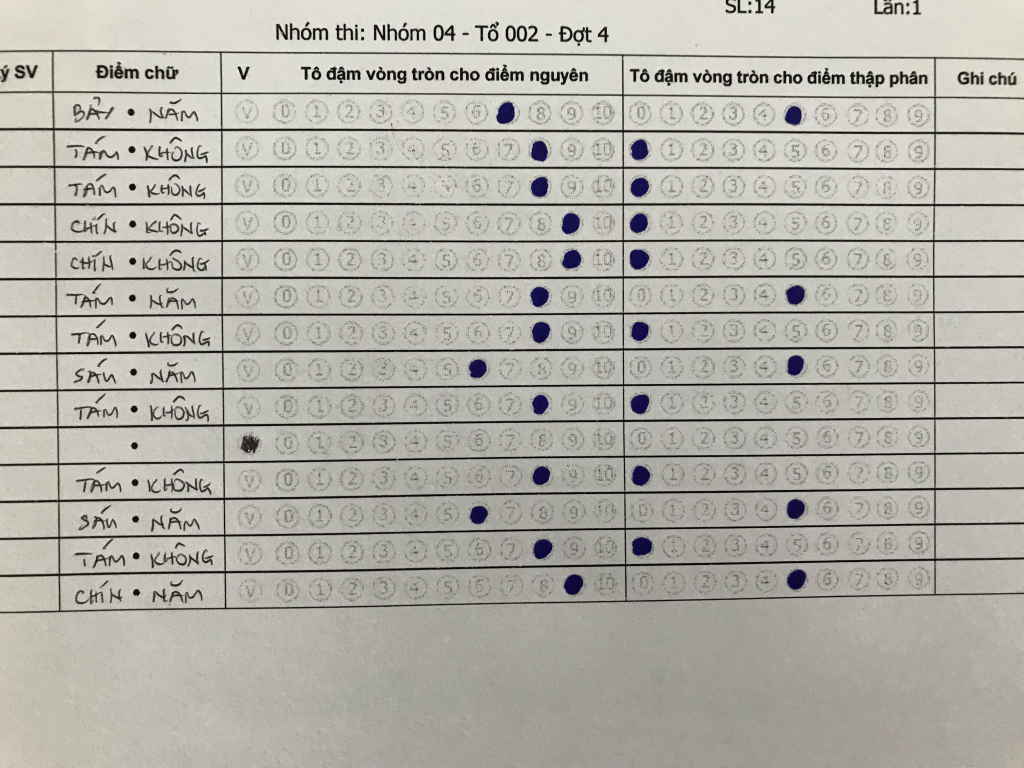 SL:14 Lần:1
Nhóm thi: Nhóm 04 - Tổ 002 - Đợt 4
ý SV Điểm chữ V Tô đậm vòng tròn cho điểm nguyên Tô đậm vòng tròn cho điểm thập phân Ghi chú
BẢY • NĂM V 0 1 2 3 4 5 6 8 9 10 0 1 2 3 4 6 7 8 9
TÁM • KHÔNG V 0 1 2 3 4 5 6 7 9 10 1 2 3 4 5 6 7 8 9
TÁM • KHÔNG V 0 1 2 3 4 5 6 7 9 10 1 2 3 4 5 6 7 8 9
CHÍN • KHÔNG V 0 1 2 3 4 5 6 7 8 10 1 2 3 4 5 6 7 8 9
CHÍN • KHÔNG V 0 1 2 3 4 5 6 7 8 10 1 2 3 4 5 6 7 8 9
TÁM • NĂM V 0 1 2 3 4 5 6 7 9 10 0 1 2 3 4 6 7 8 9
TÁM • KHÔNG V 0 1 2 3 4 5 6 7 9 10 1 2 3 4 5 6 7 8 9
SÁU • NĂM V 0 1 2 3 4 5 7 8 9 10 0 1 2 3 4 6 7 8 9
TÁM • KHÔNG V 0 1 2 3 4 5 6 7 9 10 1 2 3 4 5 6 7 8 9
• 0 1 2 3 4 5 6 7 8 9 10 0 1 2 3 4 5 6 7 8 9
TÁM • KHÔNG V 0 1 2 3 4 5 6 7 9 10 1 2 3 4 5 6 7 8 9
SÁU • NĂM V 0 1 2 3 4 5 7 8 9 10 0 1 2 3 4 6 7 8 9
TÁM • KHÔNG V 0 1 2 3 4 5 6 7 9 10 1 2 3 4 5 6 7 8 9
CHÍN • NĂM V 0 1 2 3 4 5 6 7 8 10 0 1 2 3 4 6 7 8 9